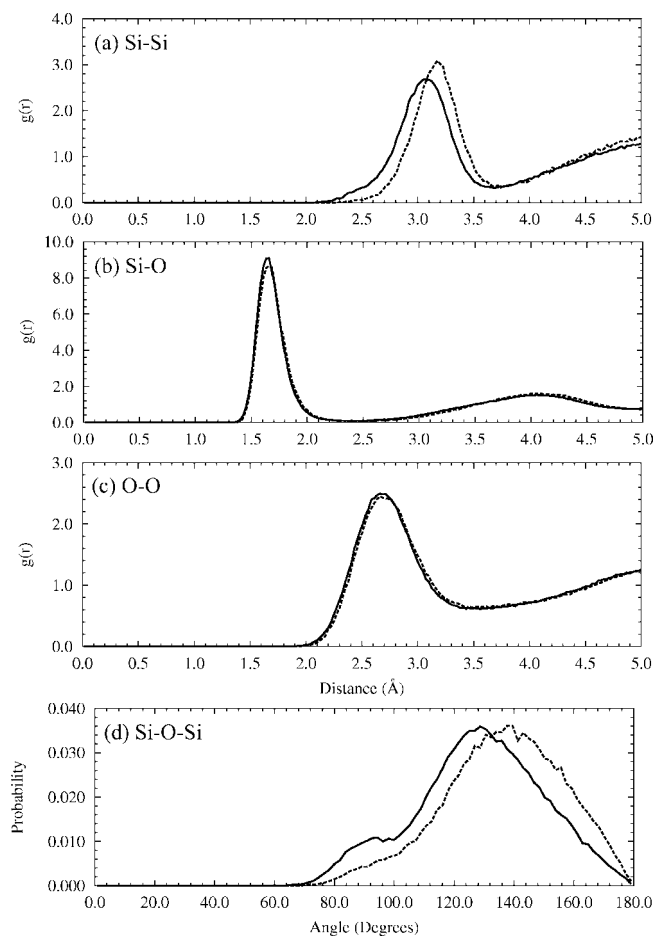 (a) Si-Si
g(r)
4.0
3.0
2.0
1.0
0.0
0.0 0.5 1.0 1.5 2.0 2.5 3.0 3.5 4.0 4.5 5.0
(b) Si-O
g(r)
10.0
8.0
6.0
4.0
2.0
0.0
0.0 0.5 1.0 1.5 2.0 2.5 3.0 3.5 4.0 4.5 5.0
(c) O-O
g(r)
3.0
2.0
1.0
0.0
0.0 0.5 1.0 1.5 2.0 2.5 3.0 3.5 4.0 4.5 5.0
Distance (Å)
(d) Si-O-Si
Probability
0.040
0.030
0.020
0.010
0.000
0.0 20.0 40.0 60.0 80.0 100.0 120.0 140.0 160.0 180.0
Angle (Degrees)